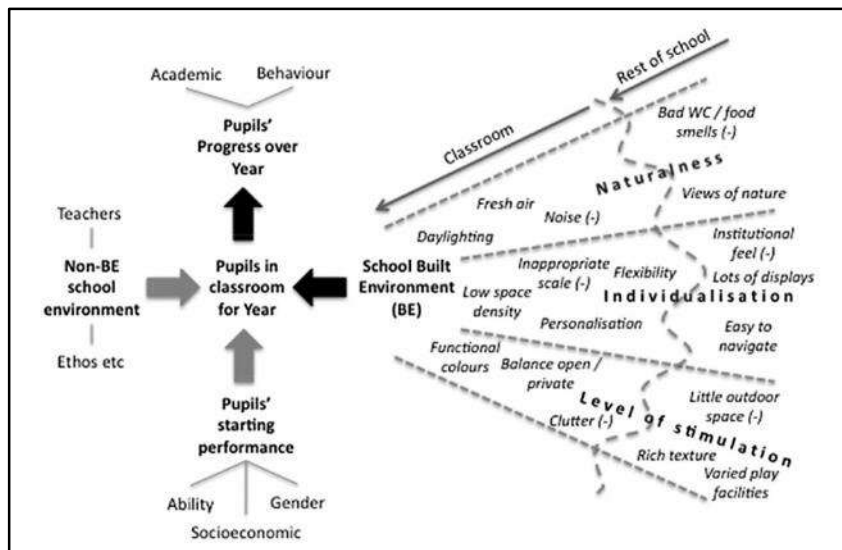 Academic
Behaviour
Pupils'
Progress over
Year
Teachers
Non-BE
school
environment
Ethos etc
Pupils in
classroom
for Year
Pupils'
starting
performance
Ability
Gender
Socioeconomic
School Built
Environment
(BE)
Classroom
Rest of school
Bad WC / food
smells (-)
Naturalness
Fresh air
Noise (-)
Daylighting
Views of nature
Institutional
feel (-)
Inappropriate
scale (-)
Flexibility
Lots of displays
Individualisation
Low space
density
Personalisation
Easy to
navigate
Functional
colours
Balance open /
private
Little outdoor
space (-)
Level of stimulation
Clutter (-)
Rich texture
Varied play
facilities